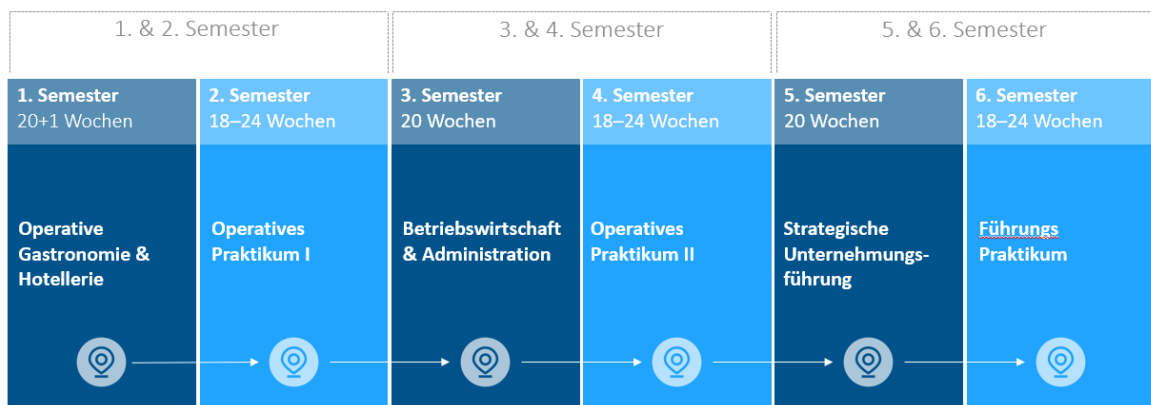 1. & 2. Semester
3. & 4. Semester
5. & 6. Semester
1. Semester
20+1 Wochen
2. Semester
18–24 Wochen
3. Semester
20 Wochen
4. Semester
18–24 Wochen
5. Semester
20 Wochen
6. Semester
18–24 Wochen
Operative
Gastronomie &
Hotellerie
Operatives
Praktikum I
Betriebswirtschaft
& Administration
Operatives
Praktikum II
Strategische
Unternehmungs-
führung
Führungs
Praktikum